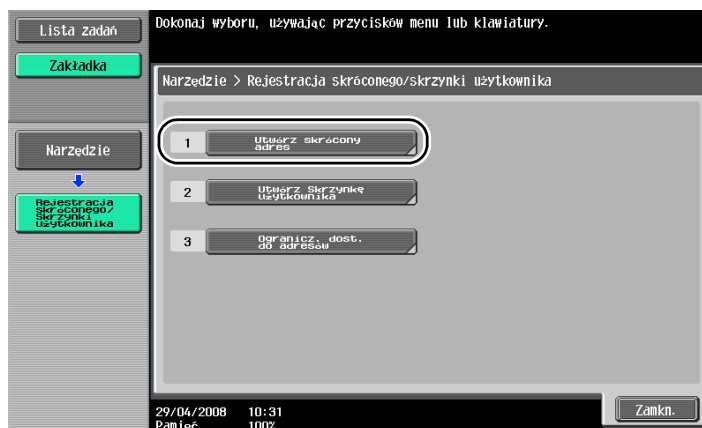 Lista zadań
Zakładka
Dokonaj wyboru, używając przycisków menu lub klawiatury.
Narzędzie > Rejestracja skróconego/skrzynki użytkownika
Narzędzie
Rejestracja
skróconego/
Skrzynki
użytkownika
1 Utwórz skrócony
adres
2 Utwórz Skrzynkę
użytkownika
3 Ogranicz. dost.
do adresów
29/04/2008 10:31
Pamięć 100%
Zamkn.